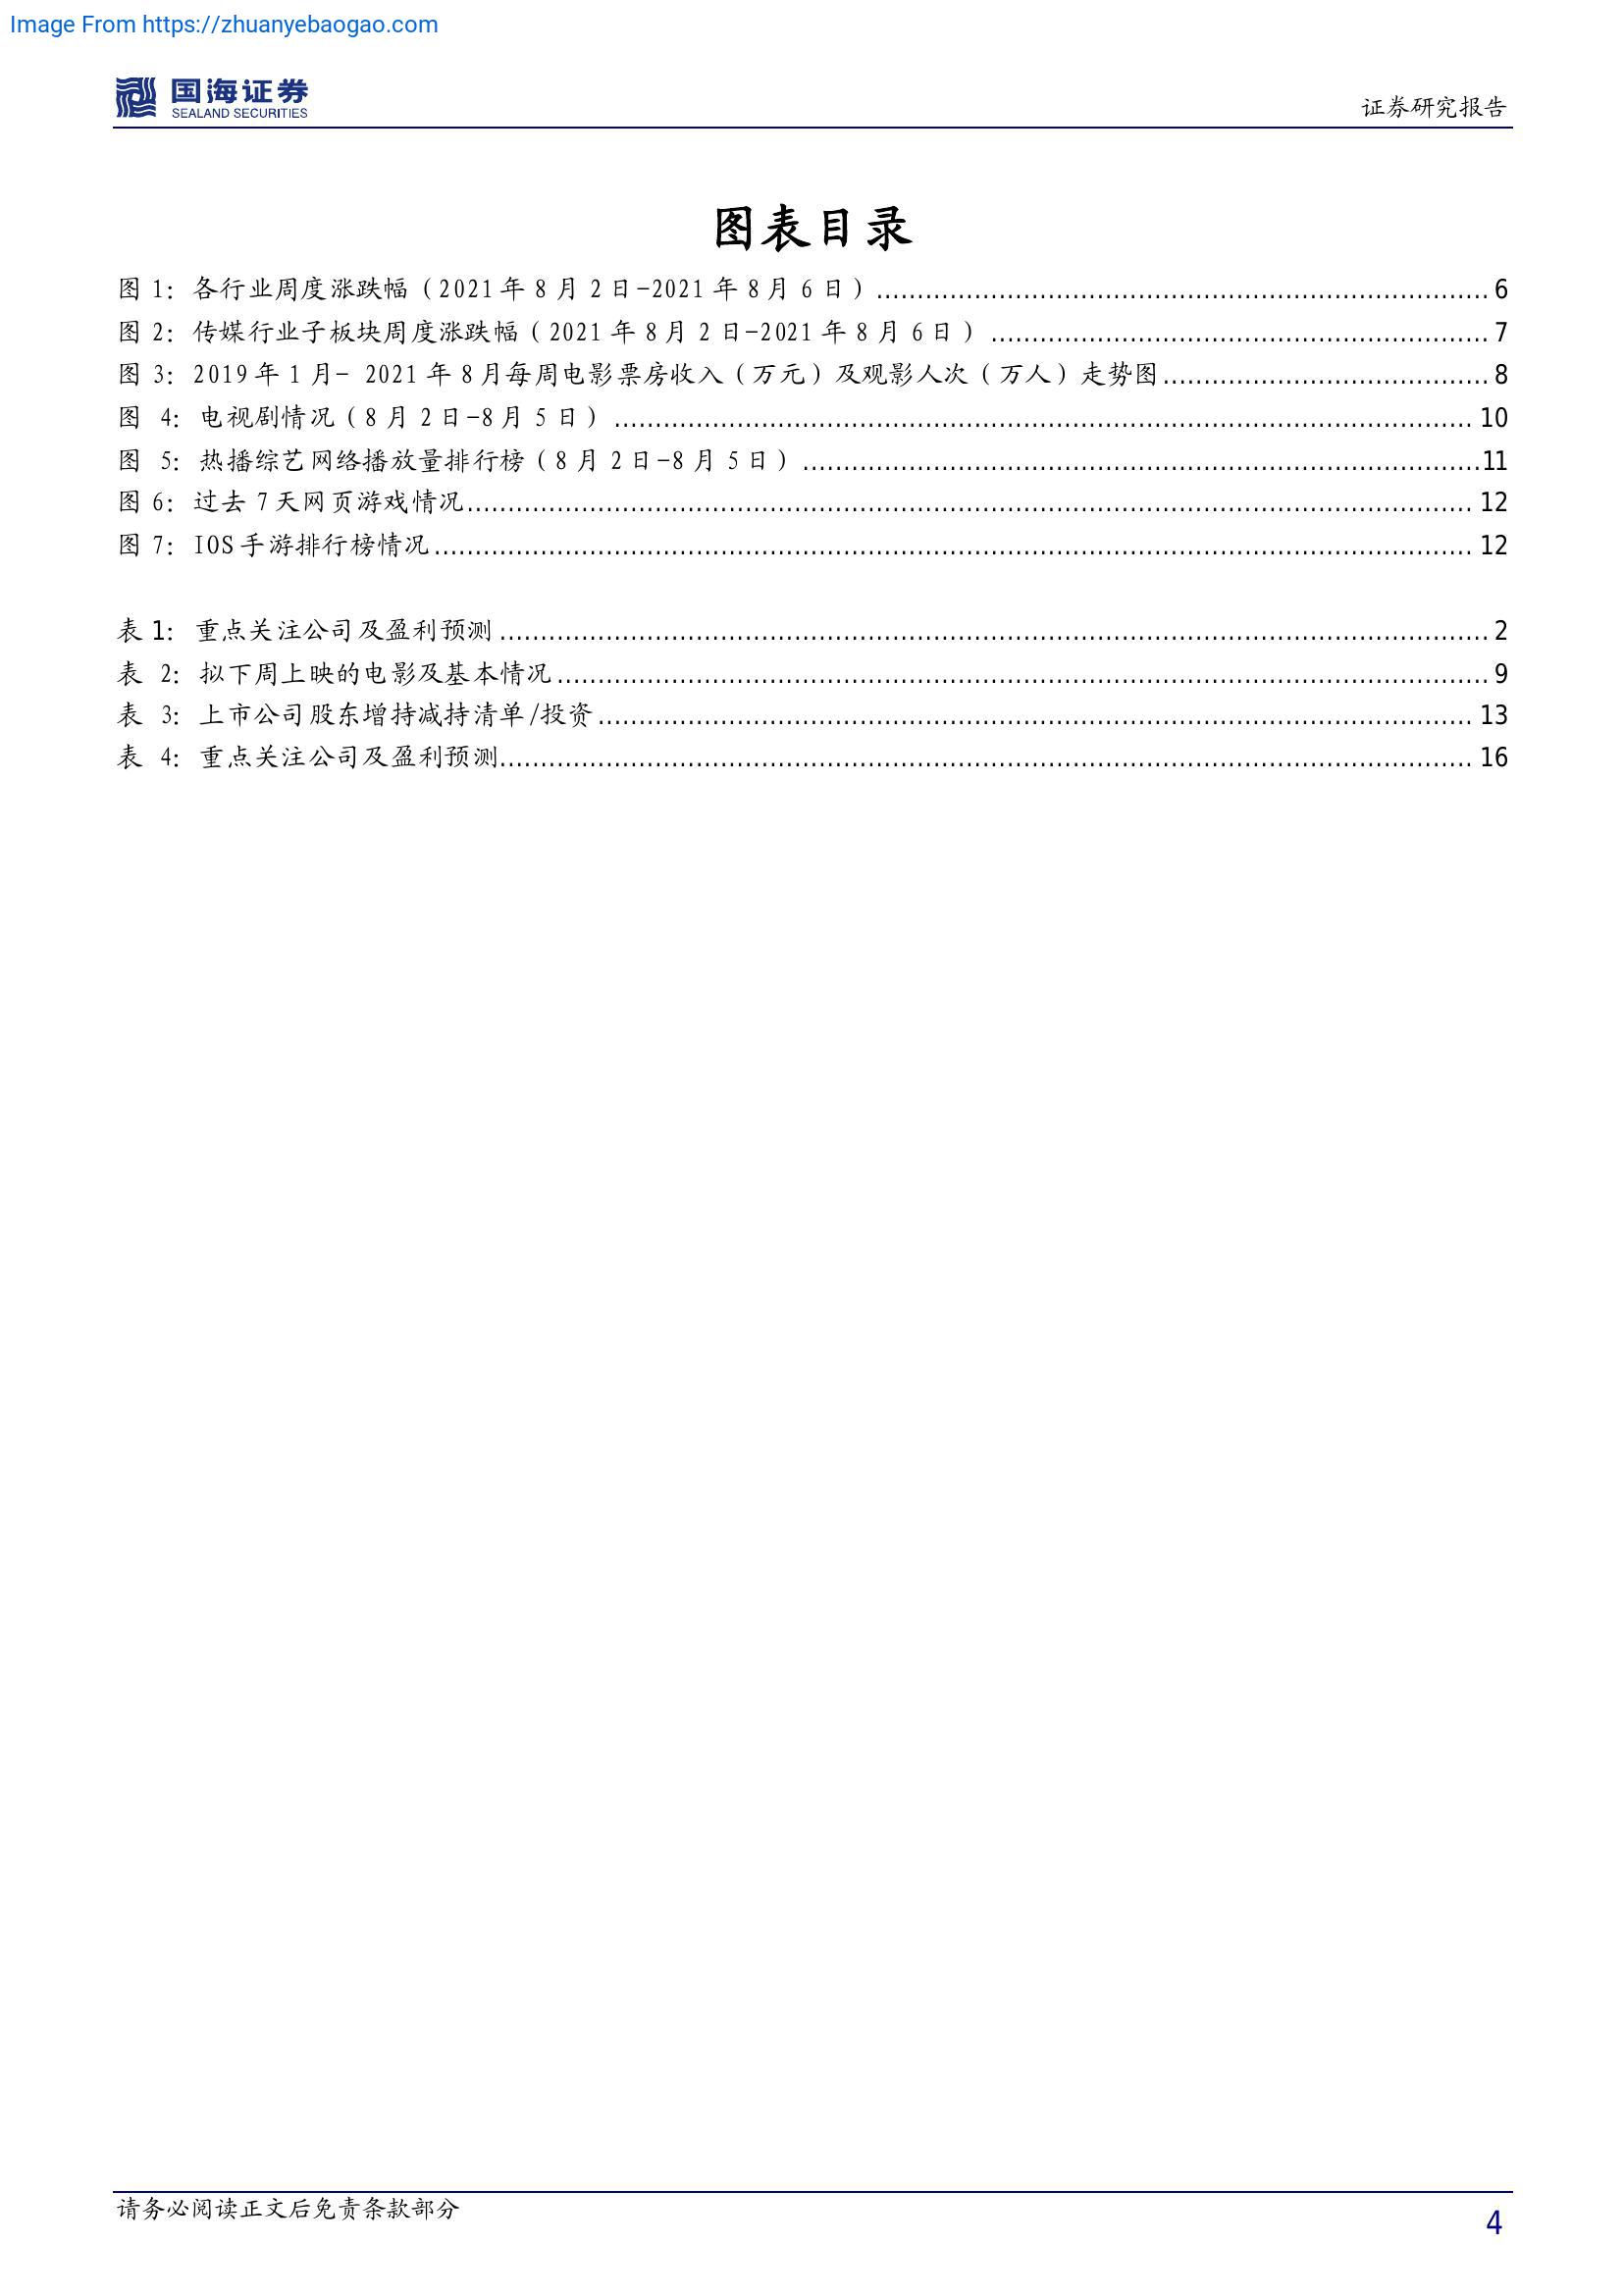 Image From https://zhuanyebaogao.com
国海证券
SEALAND SECURITIES
证券研究报告
图表目录
图 1：各行业周度涨跌幅（2021 年 8 月 2 日-2021 年 8 月 6 日）........................................................................... 6
图 2：传媒行业子板块周度涨跌幅（2021 年 8 月 2 日-2021 年 8 月 6 日）............................................................. 7
图 3：2019 年 1 月- 2021 年 8 月每周电影票房收入（万元）及观影人次（万人）走势图........................................ 8
图 4：电视剧情况（8 月 2 日-8 月 5 日）......................................................................................................... 10
图 5：热播综艺网络播放量排行榜（8 月 2 日-8 月 5 日）...................................................................................11
图 6：过去 7 天网页游戏情况........................................................................................................................... 12
图 7：IOS 手游排行榜情况............................................................................................................................... 12
表 1：重点关注公司及盈利预测......................................................................................................................... 2
表 2：拟下周上映的电影及基本情况.................................................................................................................. 9
表 3：上市公司股东增持减持清单/投资........................................................................................................... 13
表 4：重点关注公司及盈利预测....................................................................................................................... 16
请务必阅读正文后免责条款部分
4